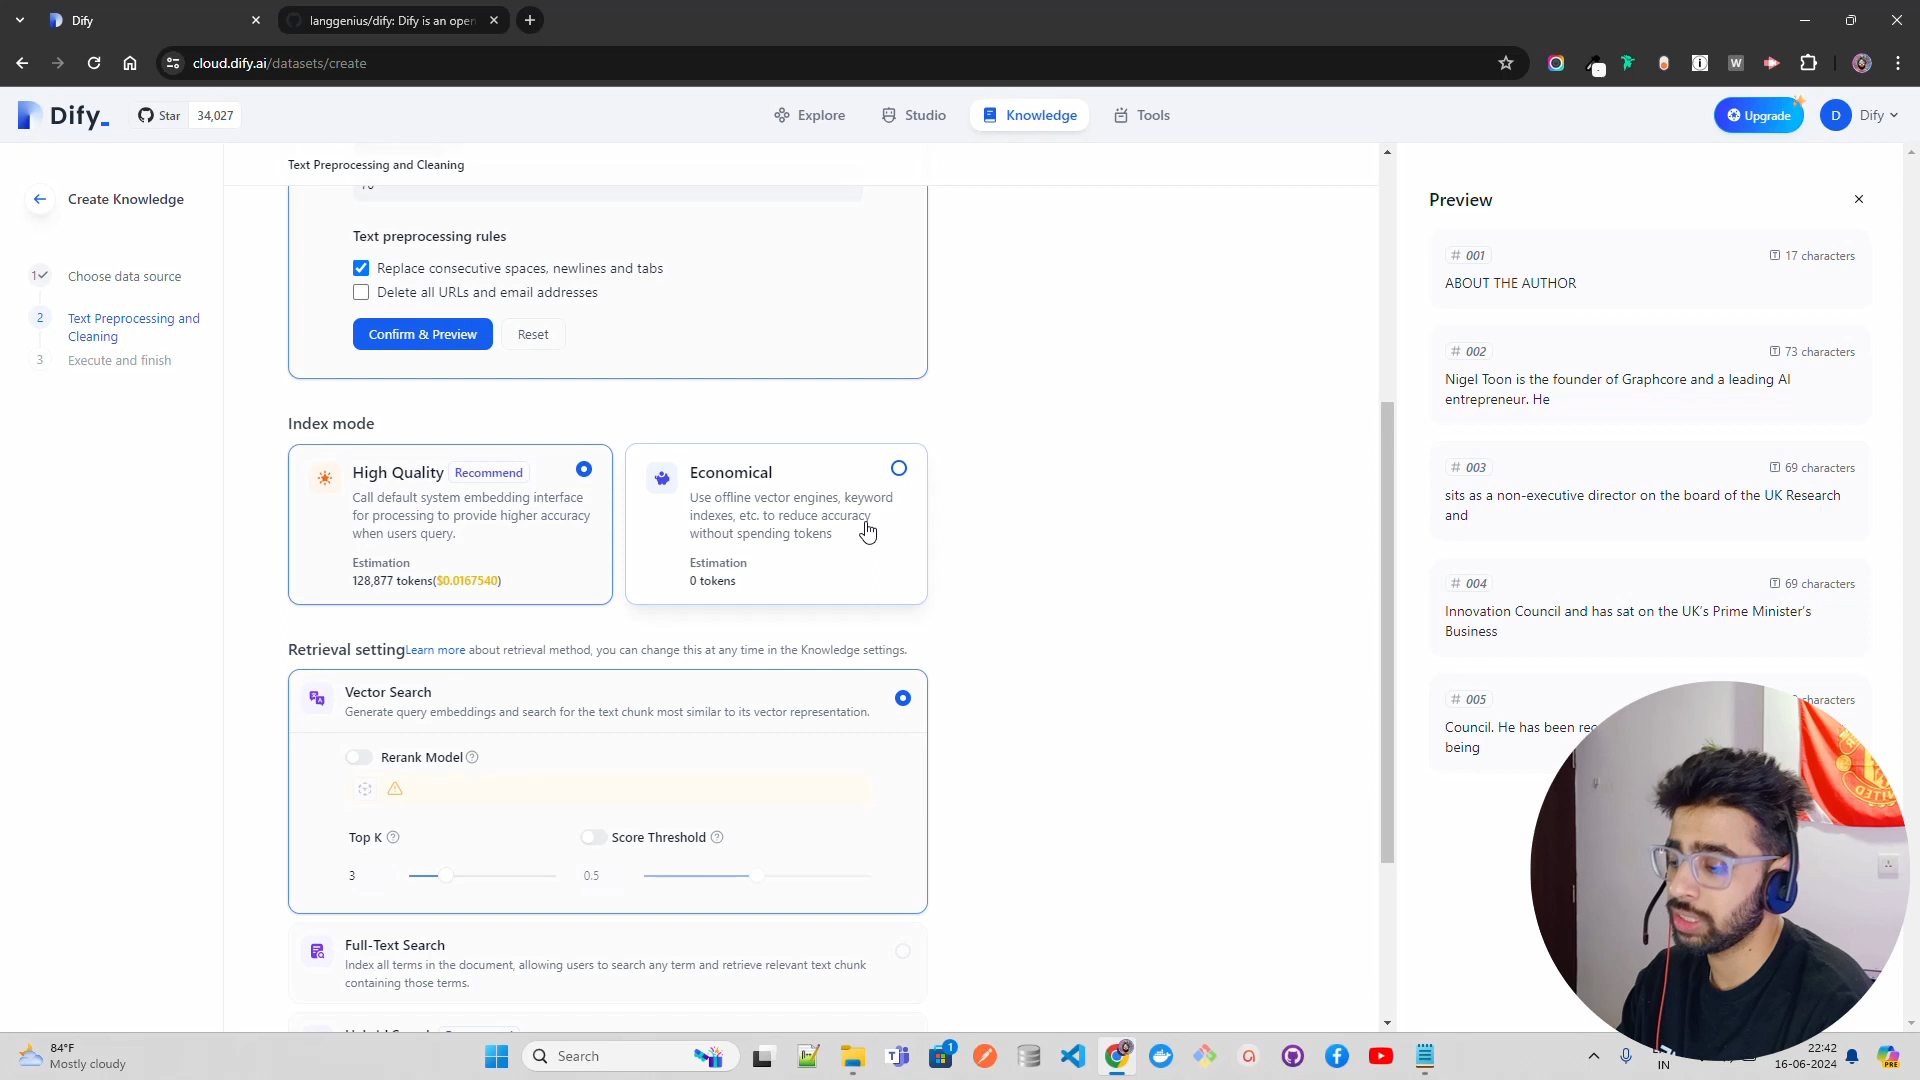 Dify
langgenius/dify: Dify is an open
cloud.dify.ai/datasets/create
Dify_
Star 34,027
Explore
Studio
Knowledge
Tools
Upgrade
D
Dify
Create Knowledge
1
Choose data source
2
Text Preprocessing and
Cleaning
3
Execute and finish
Text Preprocessing and Cleaning
Text preprocessing rules
Replace consecutive spaces, newlines and tabs
Delete all URLs and email addresses
Confirm & Preview
Reset
Index mode
High Quality Recommend
Call default system embedding interface
for processing to provide higher accuracy
when users query.
Estimation
128,877 tokens($0.0167540)
Economical
Use offline vector engines, keyword
indexes, etc. to reduce accuracy
without spending tokens
Estimation
0 tokens
Retrieval settingLearn more about retrieval method, you can change this at any time in the Knowledge settings.
Vector Search
Generate query embeddings and search for the text chunk most similar to its vector representation.
Rerank Model
Top K
Score Threshold
3
0.5
Full-Text Search
Index all terms in the document, allowing users to search any term and retrieve relevant text chunk
containing those terms.
Preview
# 001
17 characters
ABOUT THE AUTHOR
# 002
73 characters
Nigel Toon is the founder of Graphcore and a leading AI
entrepreneur. He
# 003
69 characters
sits as a non-executive director on the board of the UK Research
and
# 004
69 characters
Innovation Council and has sat on the UK's Prime Minister's
Business
# 005
characters
Council. He has been
being
UNITED
84°F
Mostly cloudy
Search
1
IN
22:42
16-06-2024
PRE